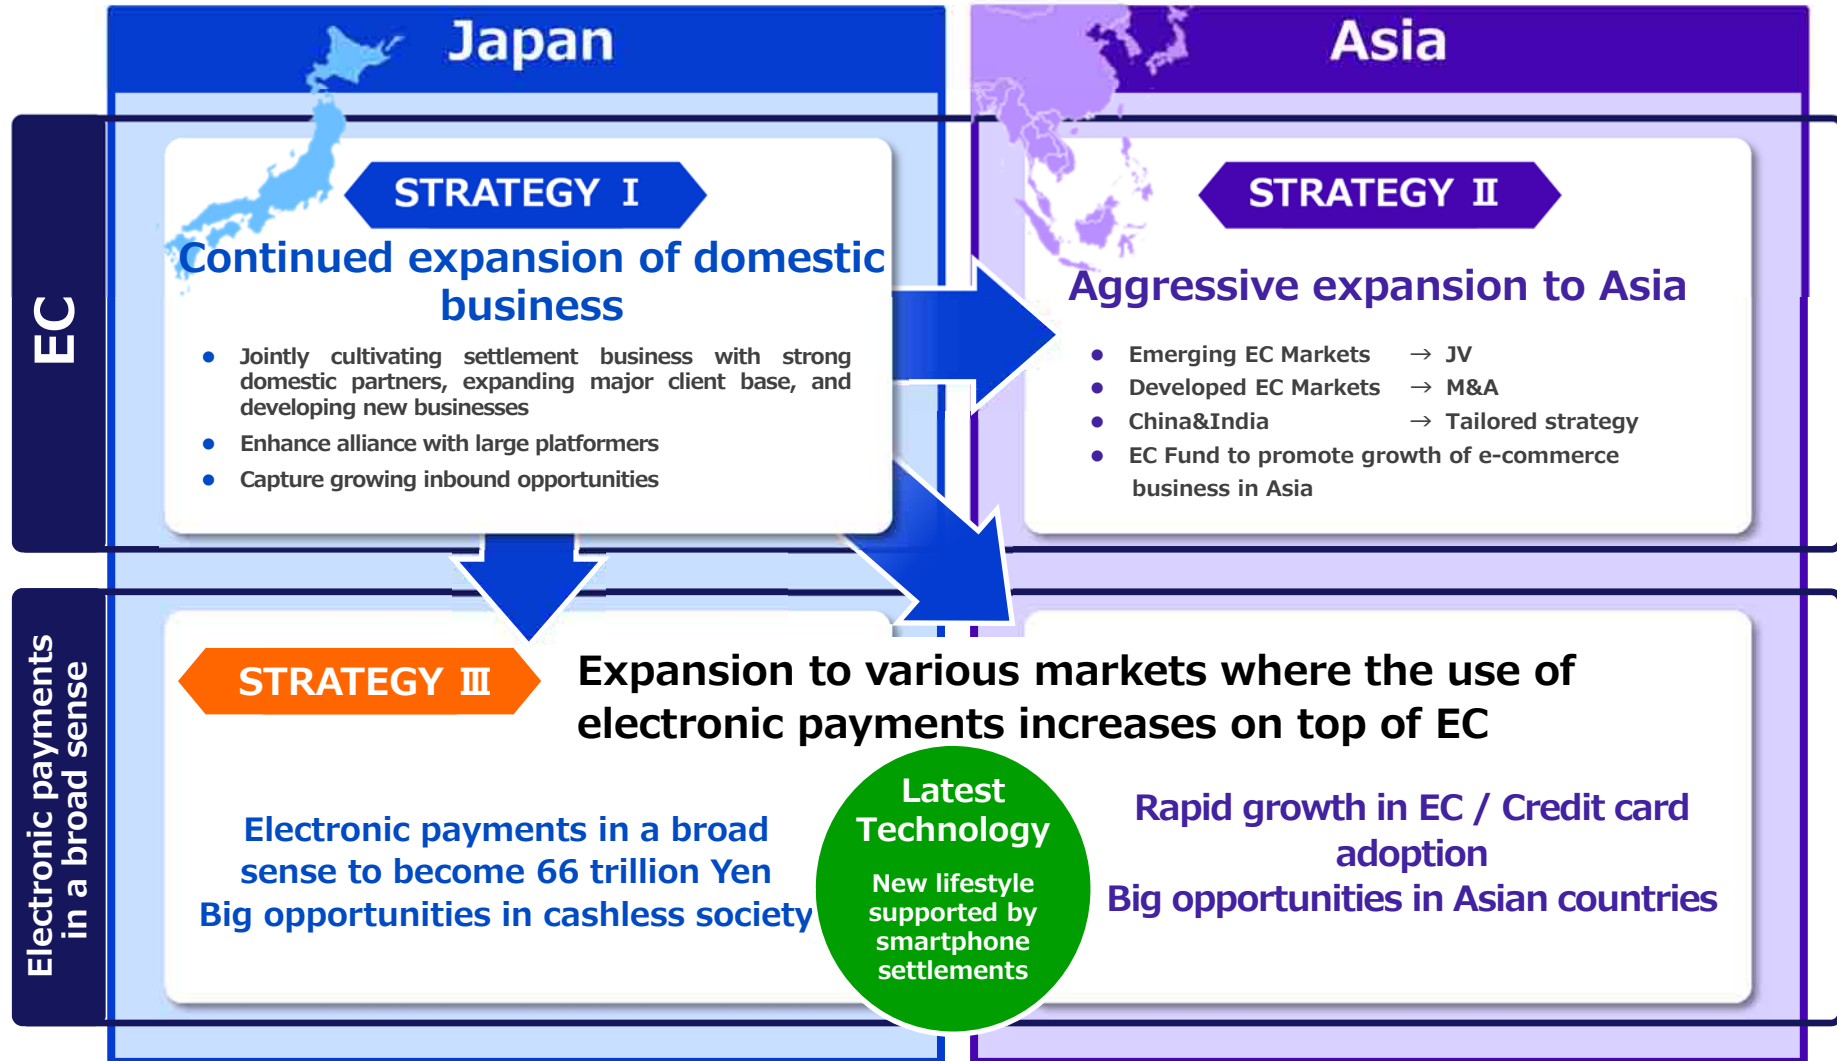 Japan
Asia
EC
STRATEGY Ⅰ
Continued expansion of domestic
business
● Jointly cultivating settlement business with strong
domestic partners, expanding major client base, and
developing new businesses
● Enhance alliance with large platformers
● Capture growing inbound opportunities
STRATEGY Ⅱ
Aggressive expansion to Asia
● Emerging EC Markets → JV
● Developed EC Markets → M&A
● China&India → Tailored strategy
● EC Fund to promote growth of e-commerce
business in Asia
Electronic payments
in a broad sense
STRATEGY Ⅲ
Expansion to various markets where the use of
electronic payments increases on top of EC
Electronic payments in a broad
sense to become 66 trillion Yen
Big opportunities in cashless society
Latest
Technology
New lifestyle
supported by
smartphone
settlements
Rapid growth in EC / Credit card
adoption
Big opportunities in Asian countries